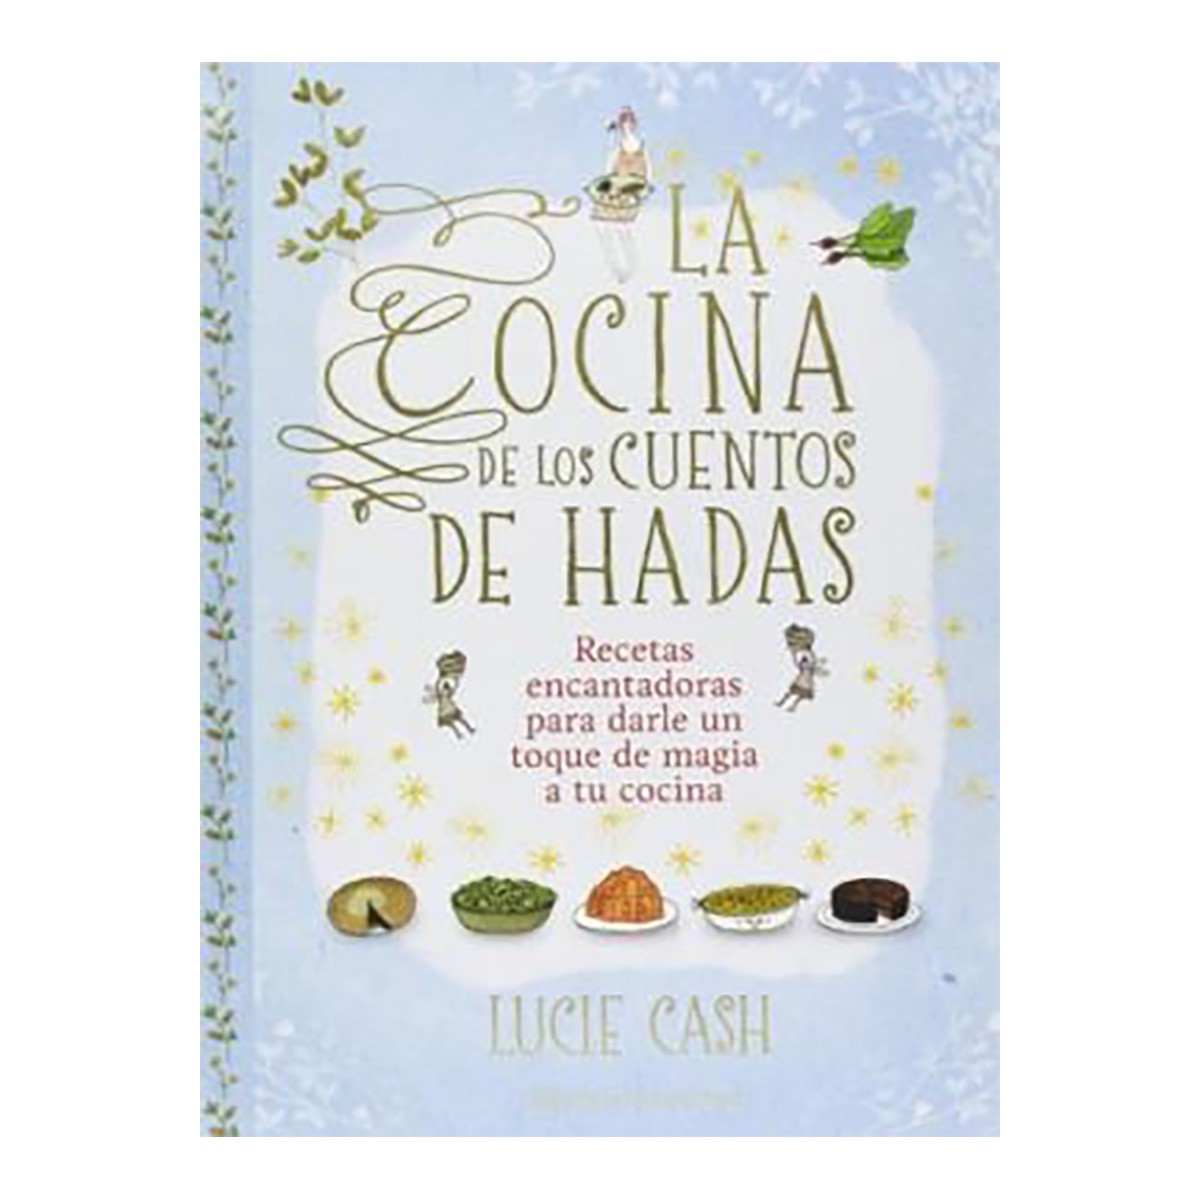 LA
COCINA
DE LOS CUENTOS
DE HADAS
Recetas
encantadoras
para darle un
toque de magia
a tu cocina
LUCIE CASH